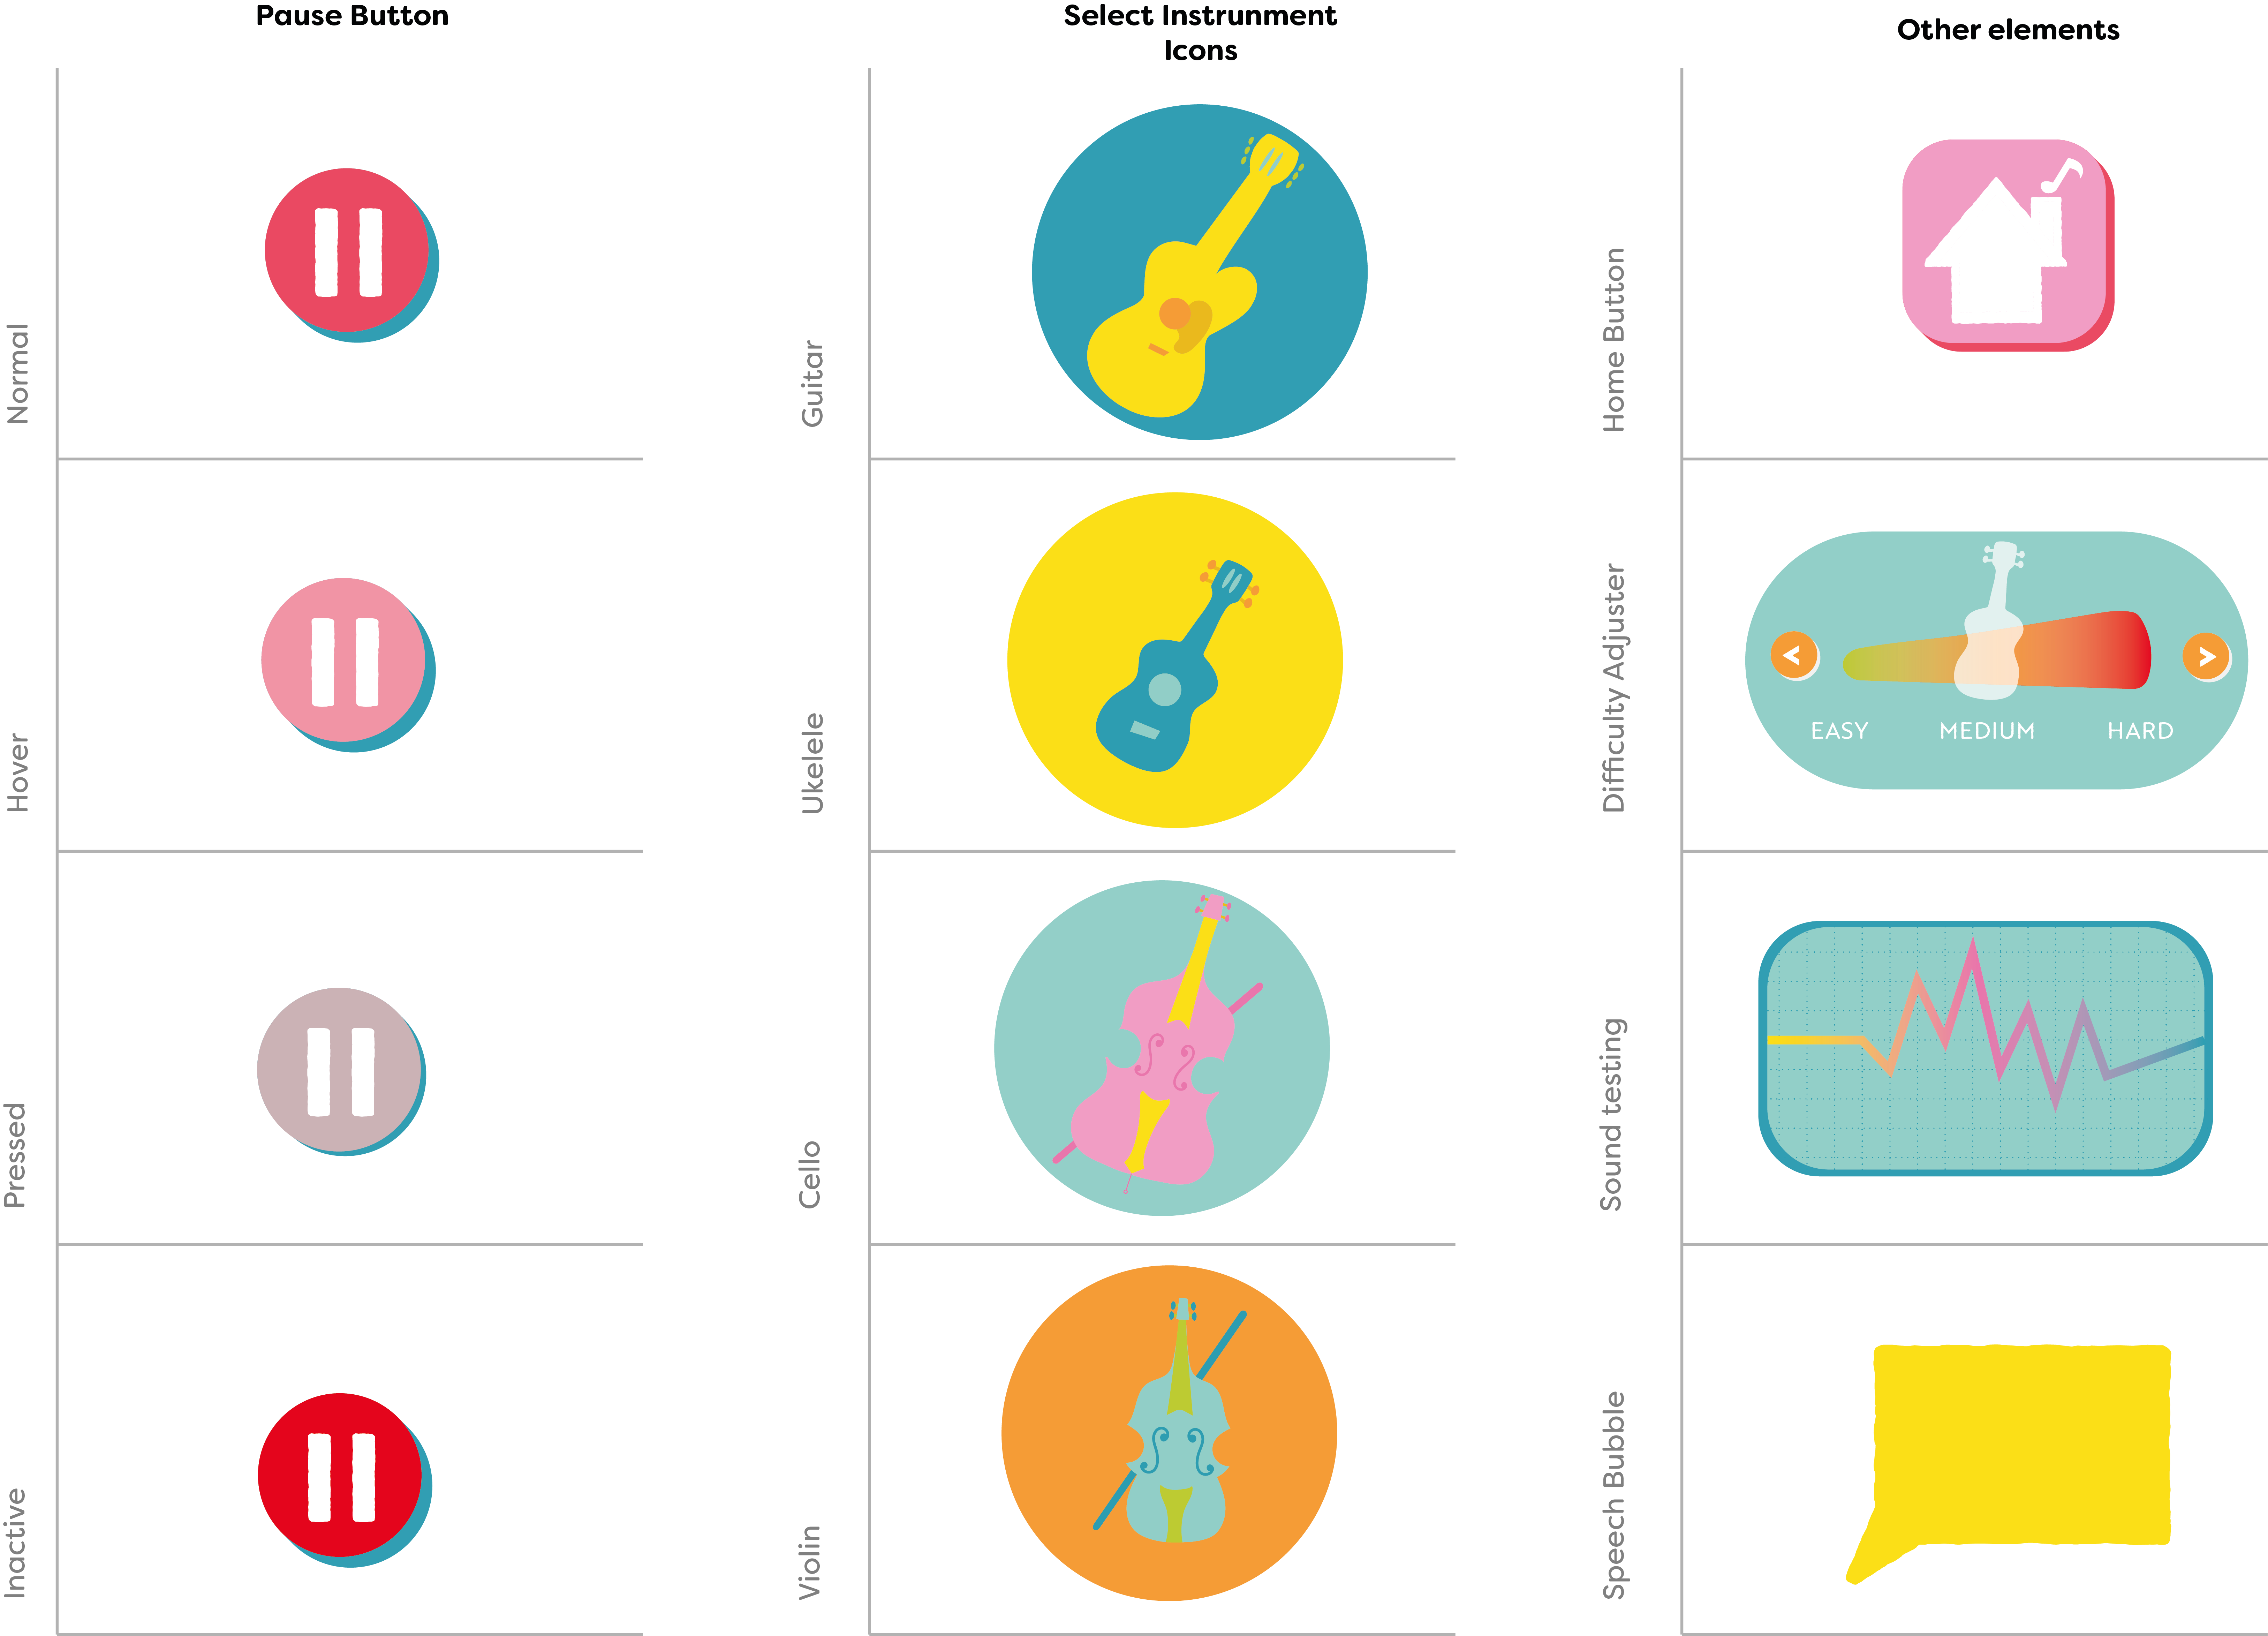 Pause Button
Normal
Hover
Pressed
Inactive
Select Instrunment
Icons
Guitar
Ukelele
Cello
Violin
Other elements
Home Button
Difficulty Adjuster
< >
EASY MEDIUM HARD
Sound testing
Speech Bubble